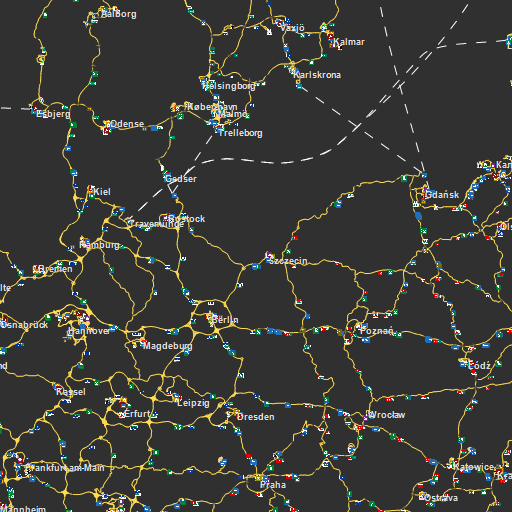 Aalborg
Växjö
Kalmar
Karlskrona
Helsingborg
København
Malmö
Esbjerg
Odense
Trelleborg
Gedser
Kiel
Gdańsk
Rostock
Travemünde
Hamburg
Szczecin
Bremen
Osnabrück
Hannover
Berlin
Poznań
Magdeburg
Łódź
Kassel
Leipzig
Erfurt
Dresden
Wrocław
Frankfurt am Main
Katowice
Praha
Ostrava
Mannheim